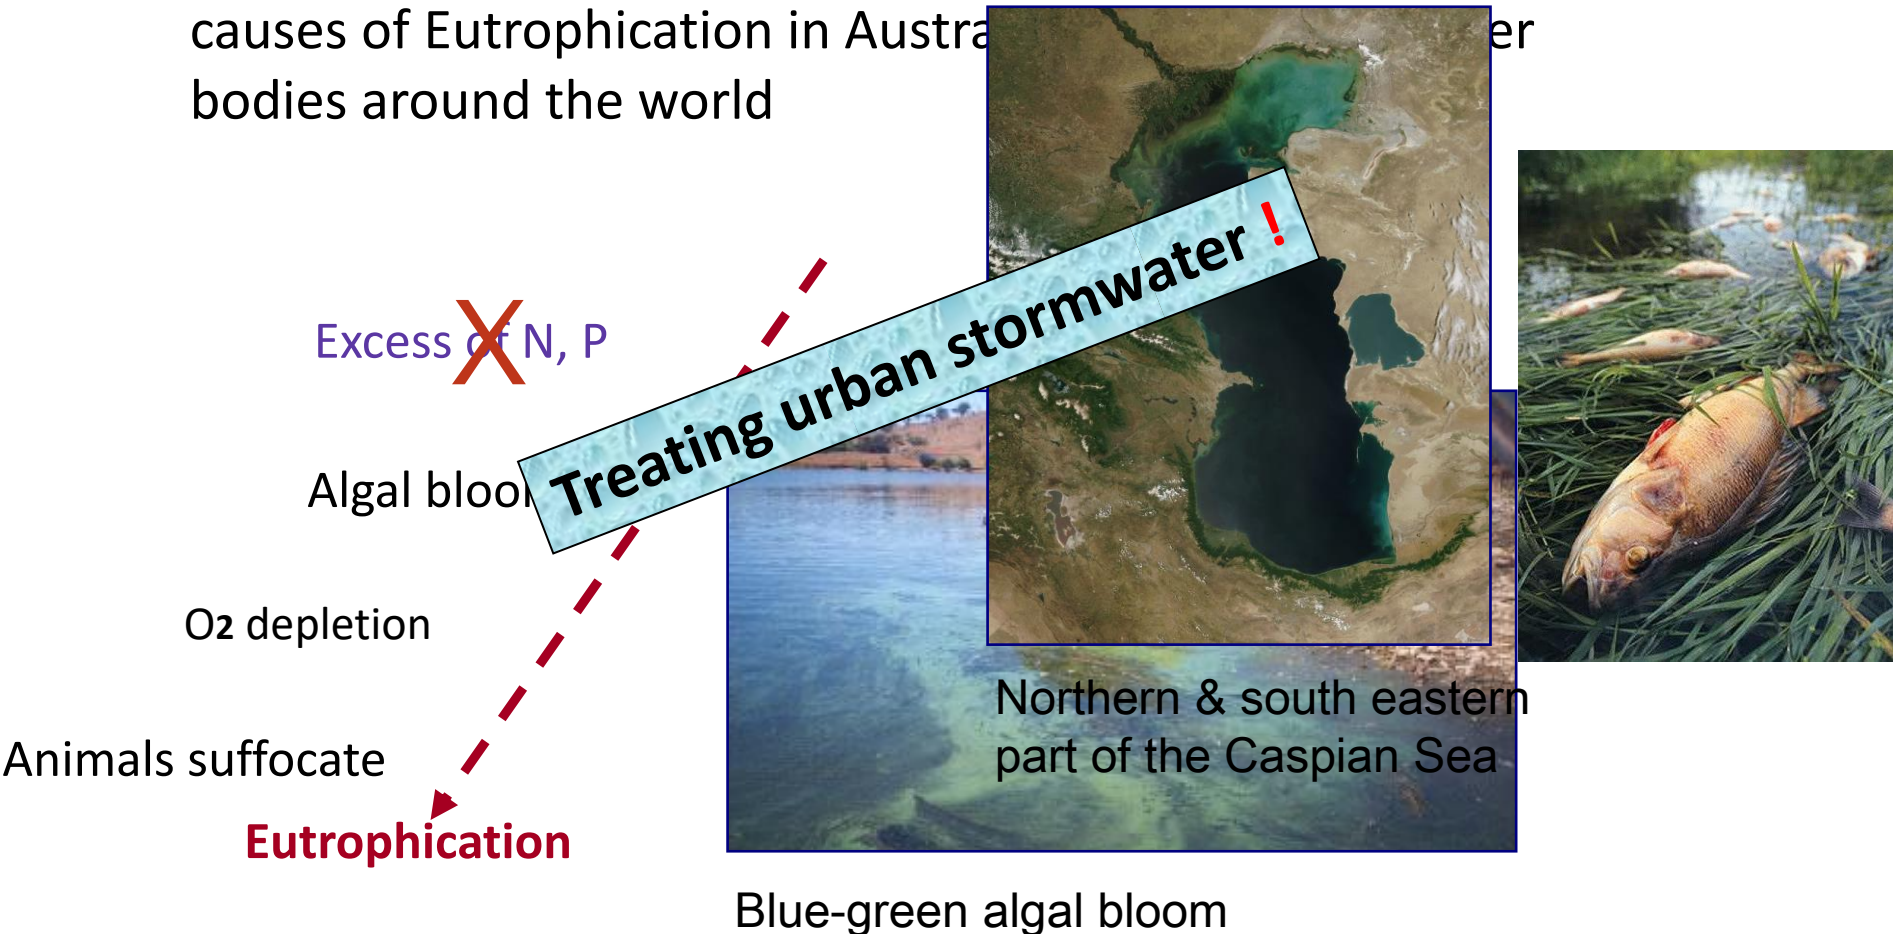 causes of Eutrophication in Austra er
bodies around the world
Treating urban stormwater !
Excess of N, P
X
Algal bloo
O2 depletion
Animals suffocate
Eutrophication
Northern & south eastern
part of the Caspian Sea
Blue-green algal bloom